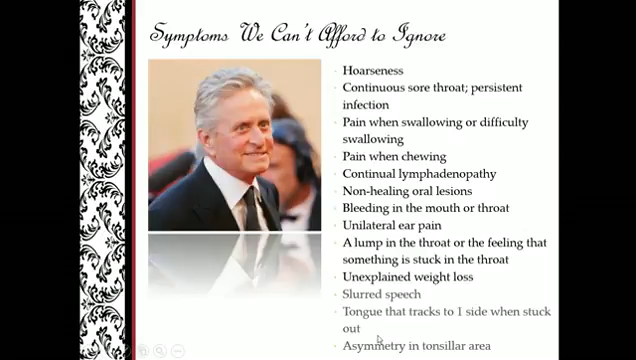 Symptoms We Can't Afford to Ignore
Hoarseness
Continuous sore throat; persistent
infection
Pain when swallowing or difficulty
swallowing
Pain when chewing
Continual lymphadenopathy
Non-healing oral lesions
Bleeding in the mouth or throat
Unilateral ear pain
A lump in the throat or the feeling that
something is stuck in the throat
Unexplained weight loss
Slurred speech
Tongue that tracks to 1 side when stuck
out
Asymmetry in tonsillar area